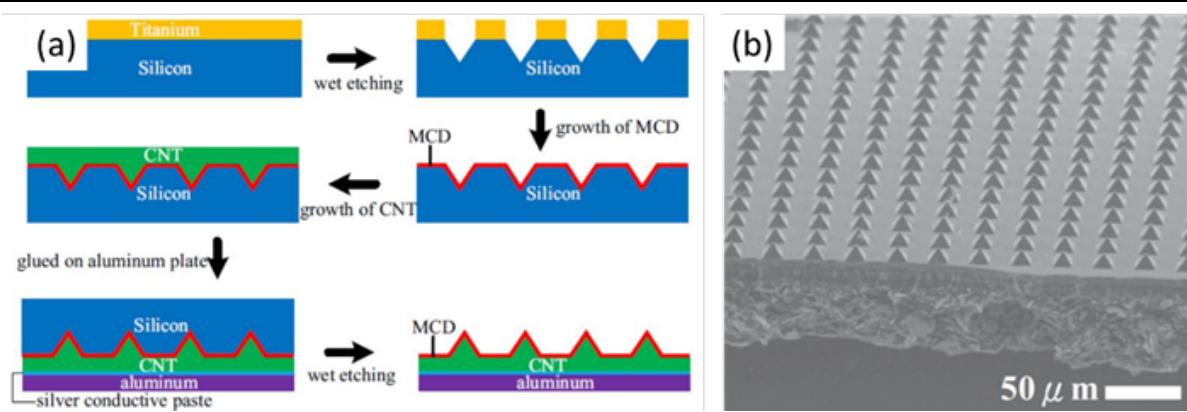 (a)
Titanium
Silicon
wet etching
Silicon
growth of MCD
MCD
Silicon
growth of CNT
CNT
Silicon
glued on aluminum plate
Silicon
CNT
aluminum
silver conductive paste
wet etching
MCD
CNT
aluminum
(b)
50 μm